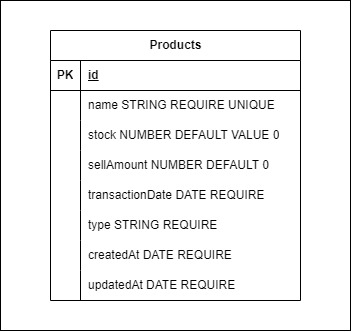 Products
PK id
name STRING REQUIRE UNIQUE
stock NUMBER DEFAULT VALUE 0
sellAmount NUMBER DEFAULT 0
transactionDate DATE REQUIRE
type STRING REQUIRE
createdAt DATE REQUIRE
updatedAt DATE REQUIRE